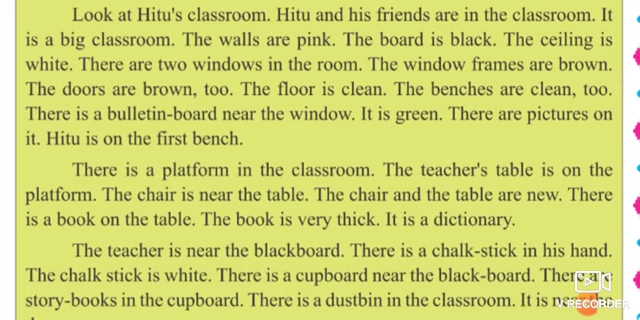 Look at Hitu's classroom. Hitu and his friends are in the classroom. It
is a big classroom. The walls are pink. The board is black. The ceiling is
white. There are two windows in the room. The window frames are brown.
The doors are brown, too. The floor is clean. The benches are clean, too.
There is a bulletin-board near the window. It is green. There are pictures on
it. Hitu is on the first bench.
There is a platform in the classroom. The teacher's table is on the
platform. The chair is near the table. The chair and the table are new. There
is a book on the table. The book is very thick. It is a dictionary.
The teacher is near the blackboard. There is a chalk-stick in his hand.
The chalk stick is white. There is a cupboard near the black-board. There are
story-books in the cupboard. There is a dustbin in the classroom. It is
V RECORDER